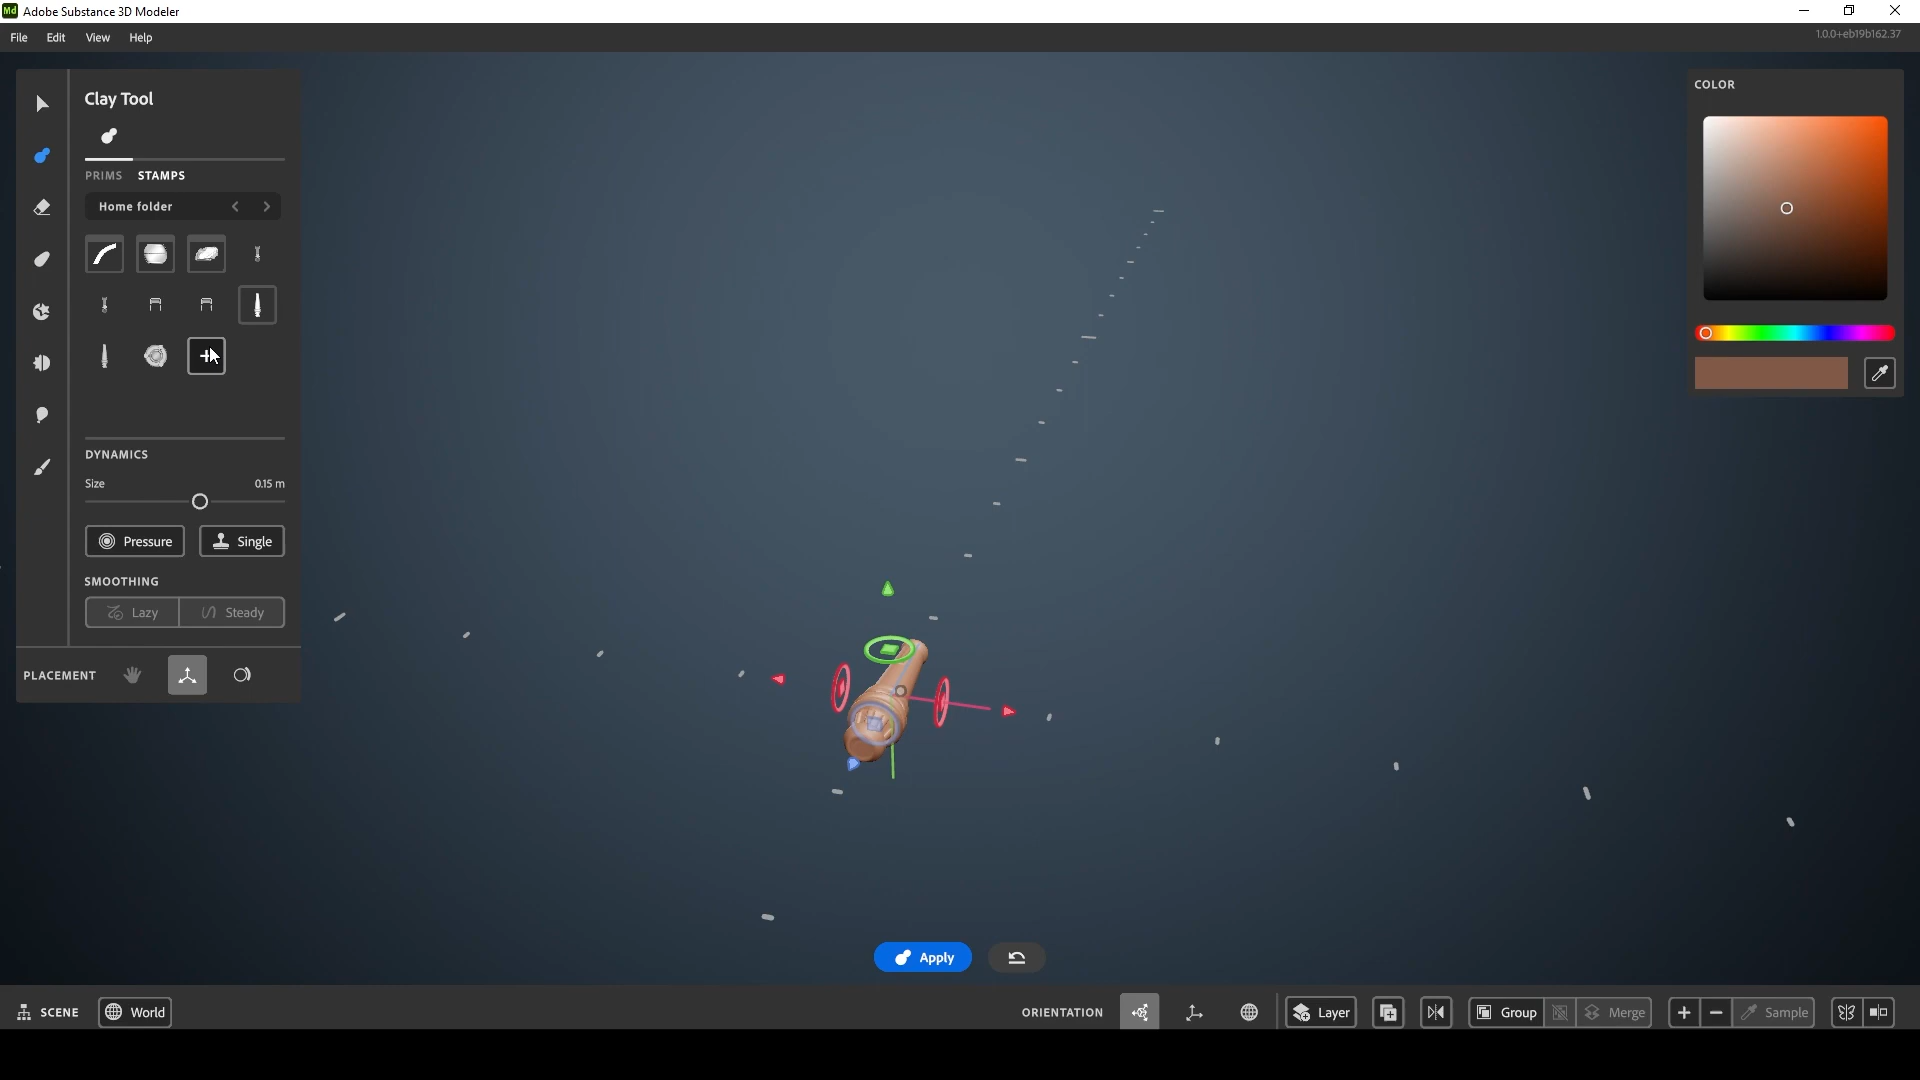 Md Adobe Substance 3D Modeler
File Edit View Help
1.0.0+eb19b162.37
Clay Tool
PRIMS STAMPS
Home folder
DYNAMICS
Size 0.15 m
Pressure Single
SMOOTHING
Lazy Steady
PLACEMENT
COLOR
Apply
SCENE World
ORIENTATION Layer Group Merge Sample